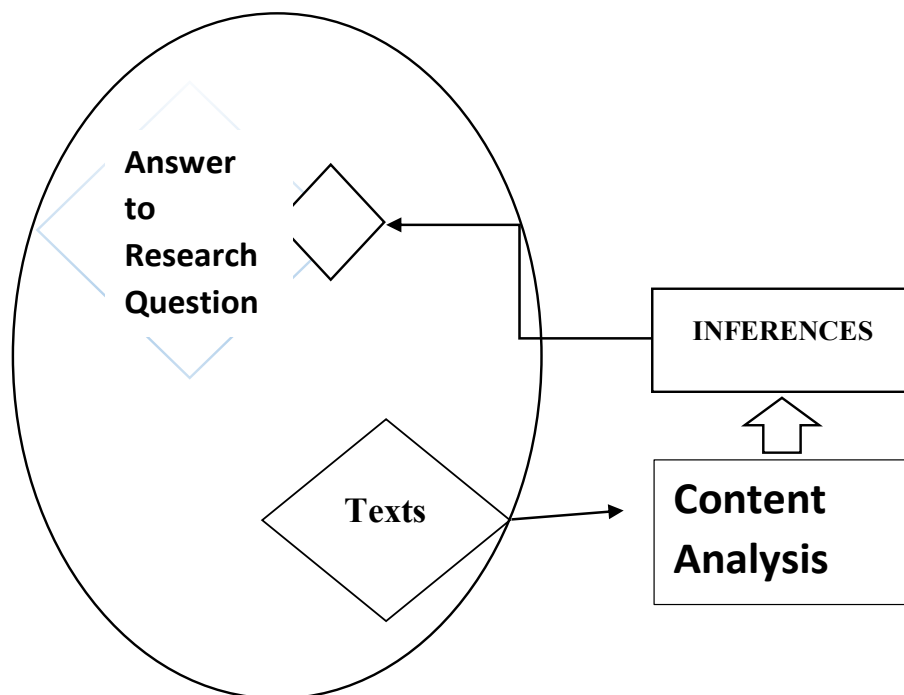 Answer
to
Research
Question
INFERENCES
Texts
Content
Analysis